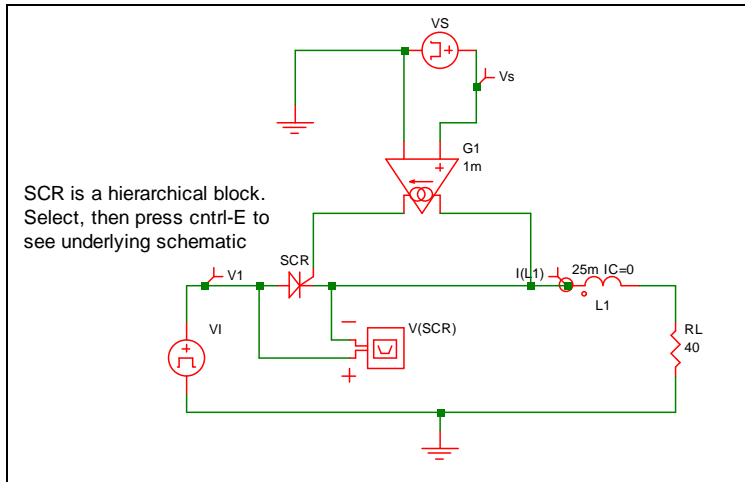 VS
Vs
G1
1m
SCR is a hierarchical block.
Select, then press cntrl-E to
see underlying schematic
SCR
V1
I(L1)
25m IC=0
L1
VI
V(SCR)
RL
40